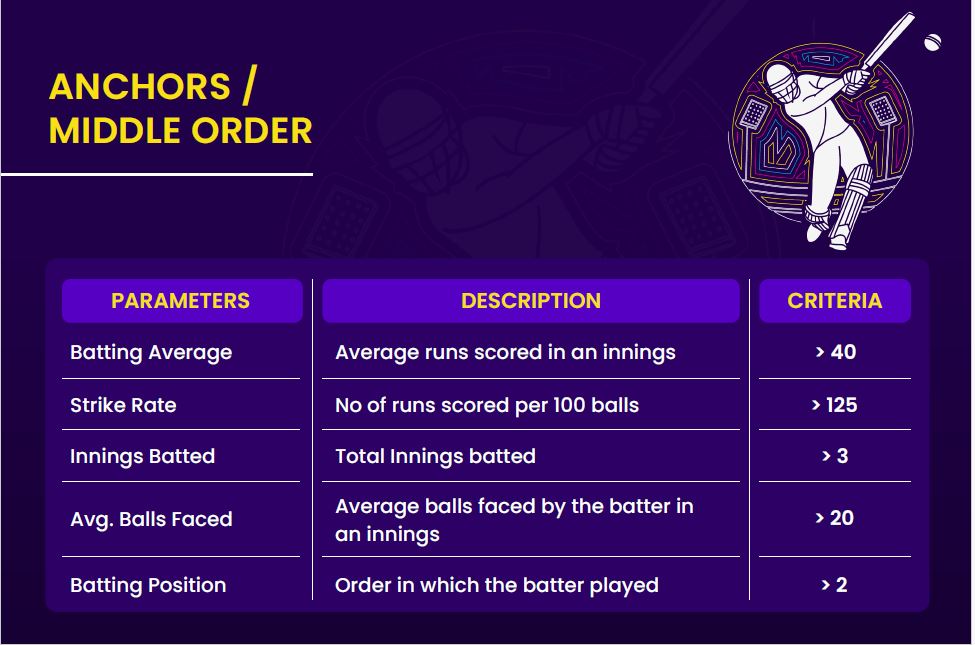 ANCHORS /
MIDDLE ORDER
PARAMETERS DESCRIPTION CRITERIA
Batting Average Average runs scored in an innings > 40
Strike Rate No of runs scored per 100 balls > 125
Innings Batted Total Innings batted > 3
Avg. Balls Faced Average balls faced by the batter in
an innings > 20
Batting Position Order in which the batter played > 2